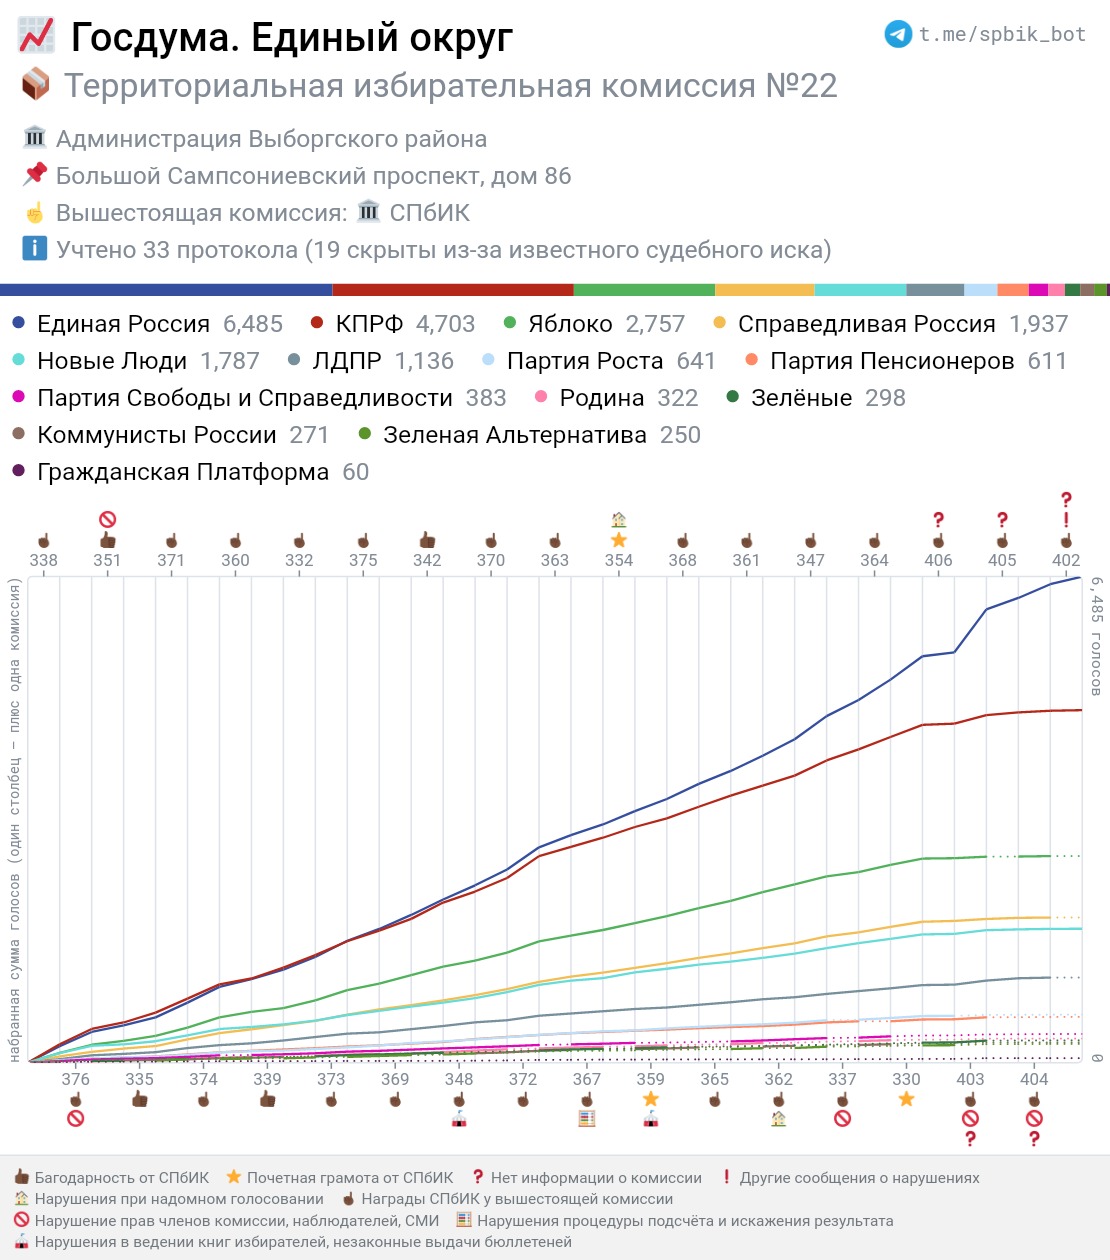 Госдума. Единый округ
t.me/spbik_bot
Территориальная избирательная комиссия №22
Администрация Выборгского района
Большой Сампсониевский проспект, дом 86
Вышестоящая комиссия: СПбИК
Учтено 33 протокола (19 скрыты из-за известного судебного иска)
Единая Россия 6,485 КПРФ 4,703 Яблоко 2,757 Справедливая Россия 1,937
Новые Люди 1,787 ЛДПР 1,136 Партия Роста 641 Партия Пенсионеров 611
Партия Свободы и Справедливости 383 Родина 322 Зелёные 298
Коммунисты России 271 Зеленая Альтернатива 250
Гражданская Платформа 60
338 351 371 360 332 375 342 370 363 354 368 361 347 364 406 405 402
набранная сумма голосов (один столбец — плюс одна комиссия)
6,485 голосов
0
376 335 374 339 373 369 348 372 367 359 365 362 337 330 403 404
Багодарность от СПбИК Почетная грамота от СПбИК Нет информации о комиссии Другие сообщения о нарушениях
Нарушения при надомном голосовании Награды СПбИК у вышестоящей комиссии
Нарушение прав членов комиссии, наблюдателей, СМИ Нарушения процедуры подсчёта и искажения результата
Нарушения в ведении книг избирателей, незаконные выдачи бюллетеней